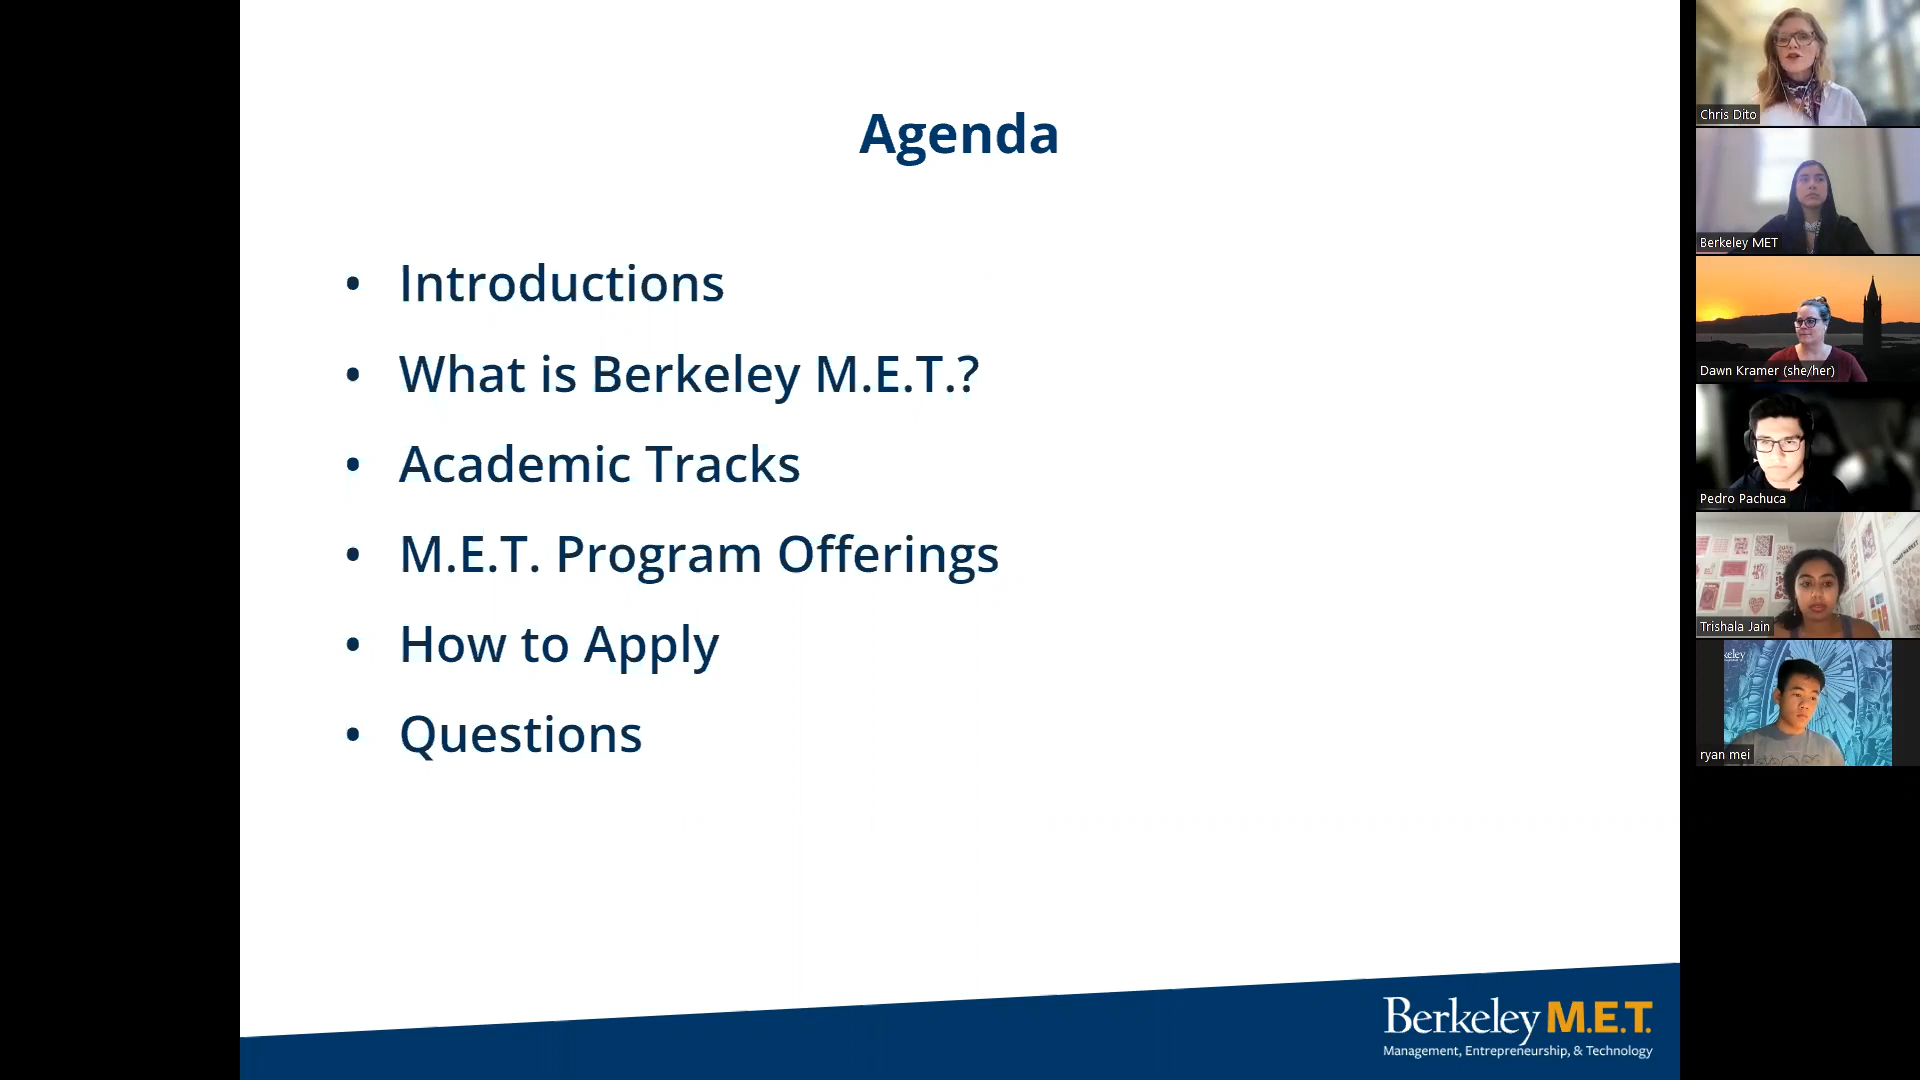 Agenda
• Introductions
• What is Berkeley M.E.T.?
• Academic Tracks
• M.E.T. Program Offerings
• How to Apply
• Questions
Berkeley M.E.T.
Management, Entrepreneurship, & Technology
Chris Dito
Berkeley MET
Dawn Kramer (she/her)
Pedro Pachuca
Trishala Jain
keley
ryan mei